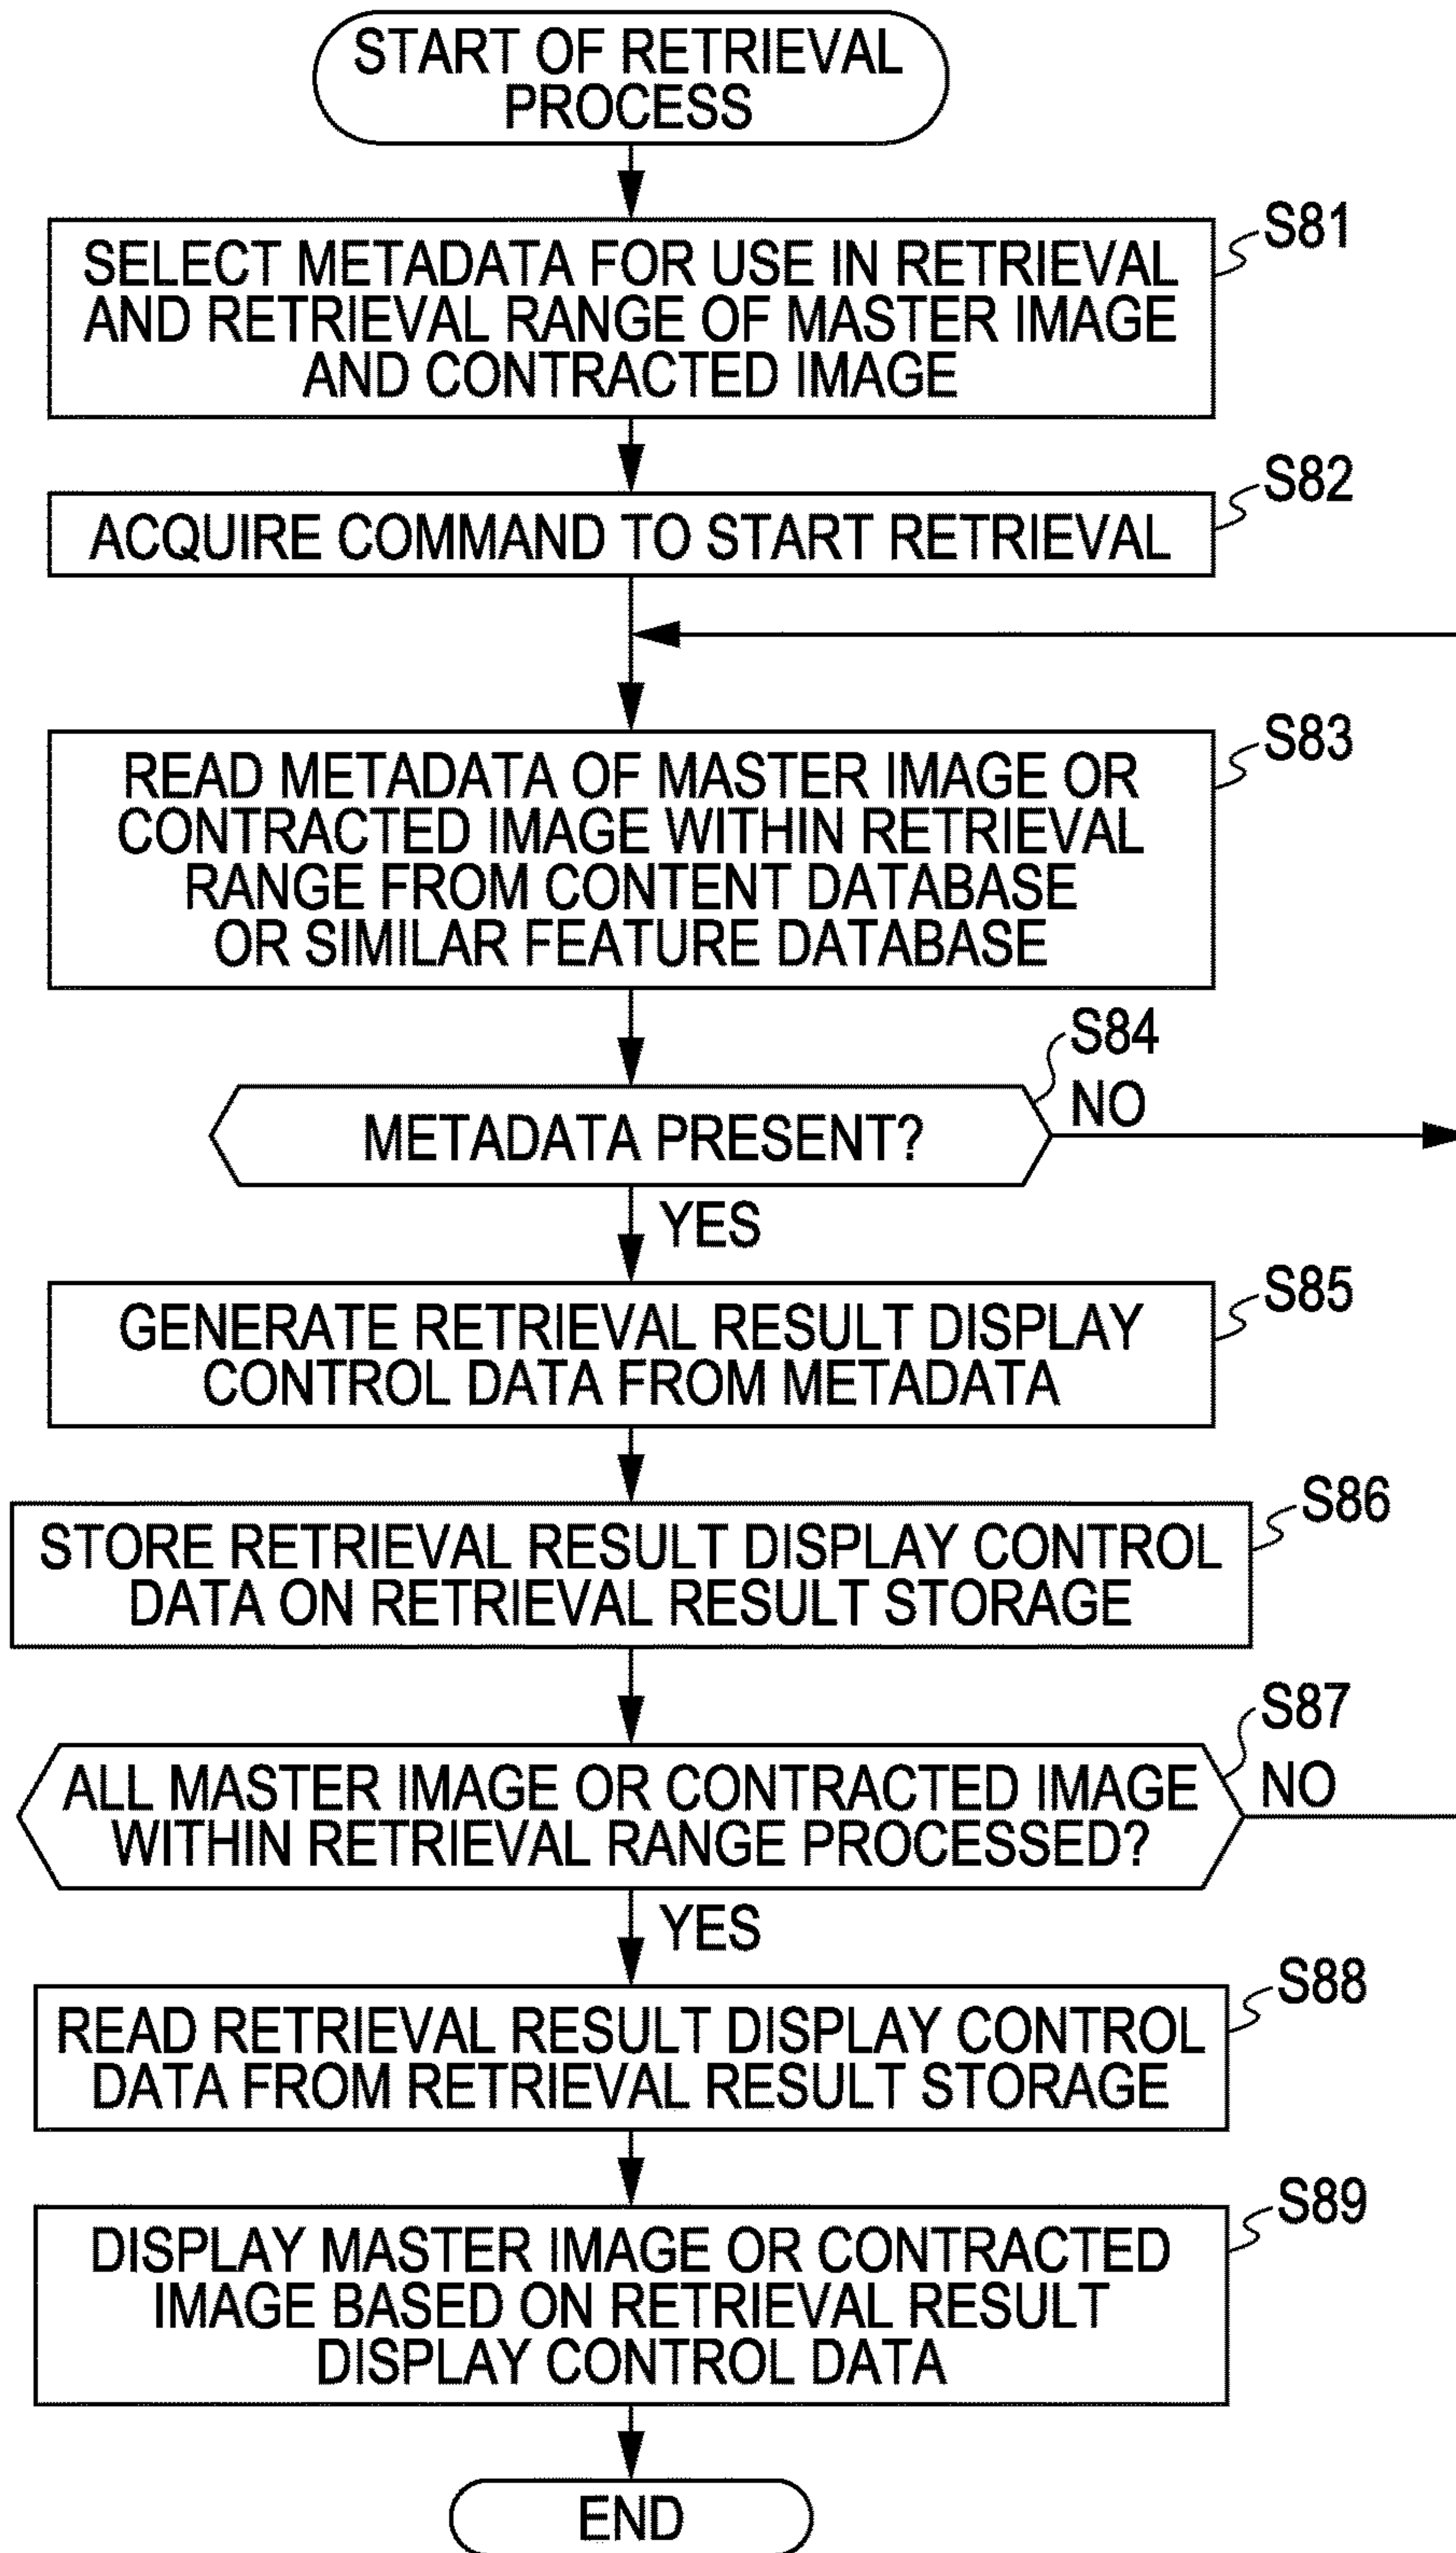 START OF RETRIEVAL
PROCESS
S81
SELECT METADATA FOR USE IN RETRIEVAL
AND RETRIEVAL RANGE OF MASTER IMAGE
AND CONTRACTED IMAGE
S82
ACQUIRE COMMAND TO START RETRIEVAL
S83
READ METADATA OF MASTER IMAGE OR
CONTRACTED IMAGE WITHIN RETRIEVAL
RANGE FROM CONTENT DATABASE
OR SIMILAR FEATURE DATABASE
S84
METADATA PRESENT?
NO
YES
S85
GENERATE RETRIEVAL RESULT DISPLAY
CONTROL DATA FROM METADATA
S86
STORE RETRIEVAL RESULT DISPLAY CONTROL
DATA ON RETRIEVAL RESULT STORAGE
S87
ALL MASTER IMAGE OR CONTRACTED IMAGE
WITHIN RETRIEVAL RANGE PROCESSED?
NO
YES
S88
READ RETRIEVAL RESULT DISPLAY CONTROL
DATA FROM RETRIEVAL RESULT STORAGE
S89
DISPLAY MASTER IMAGE OR CONTRACTED
IMAGE BASED ON RETRIEVAL RESULT
DISPLAY CONTROL DATA
END